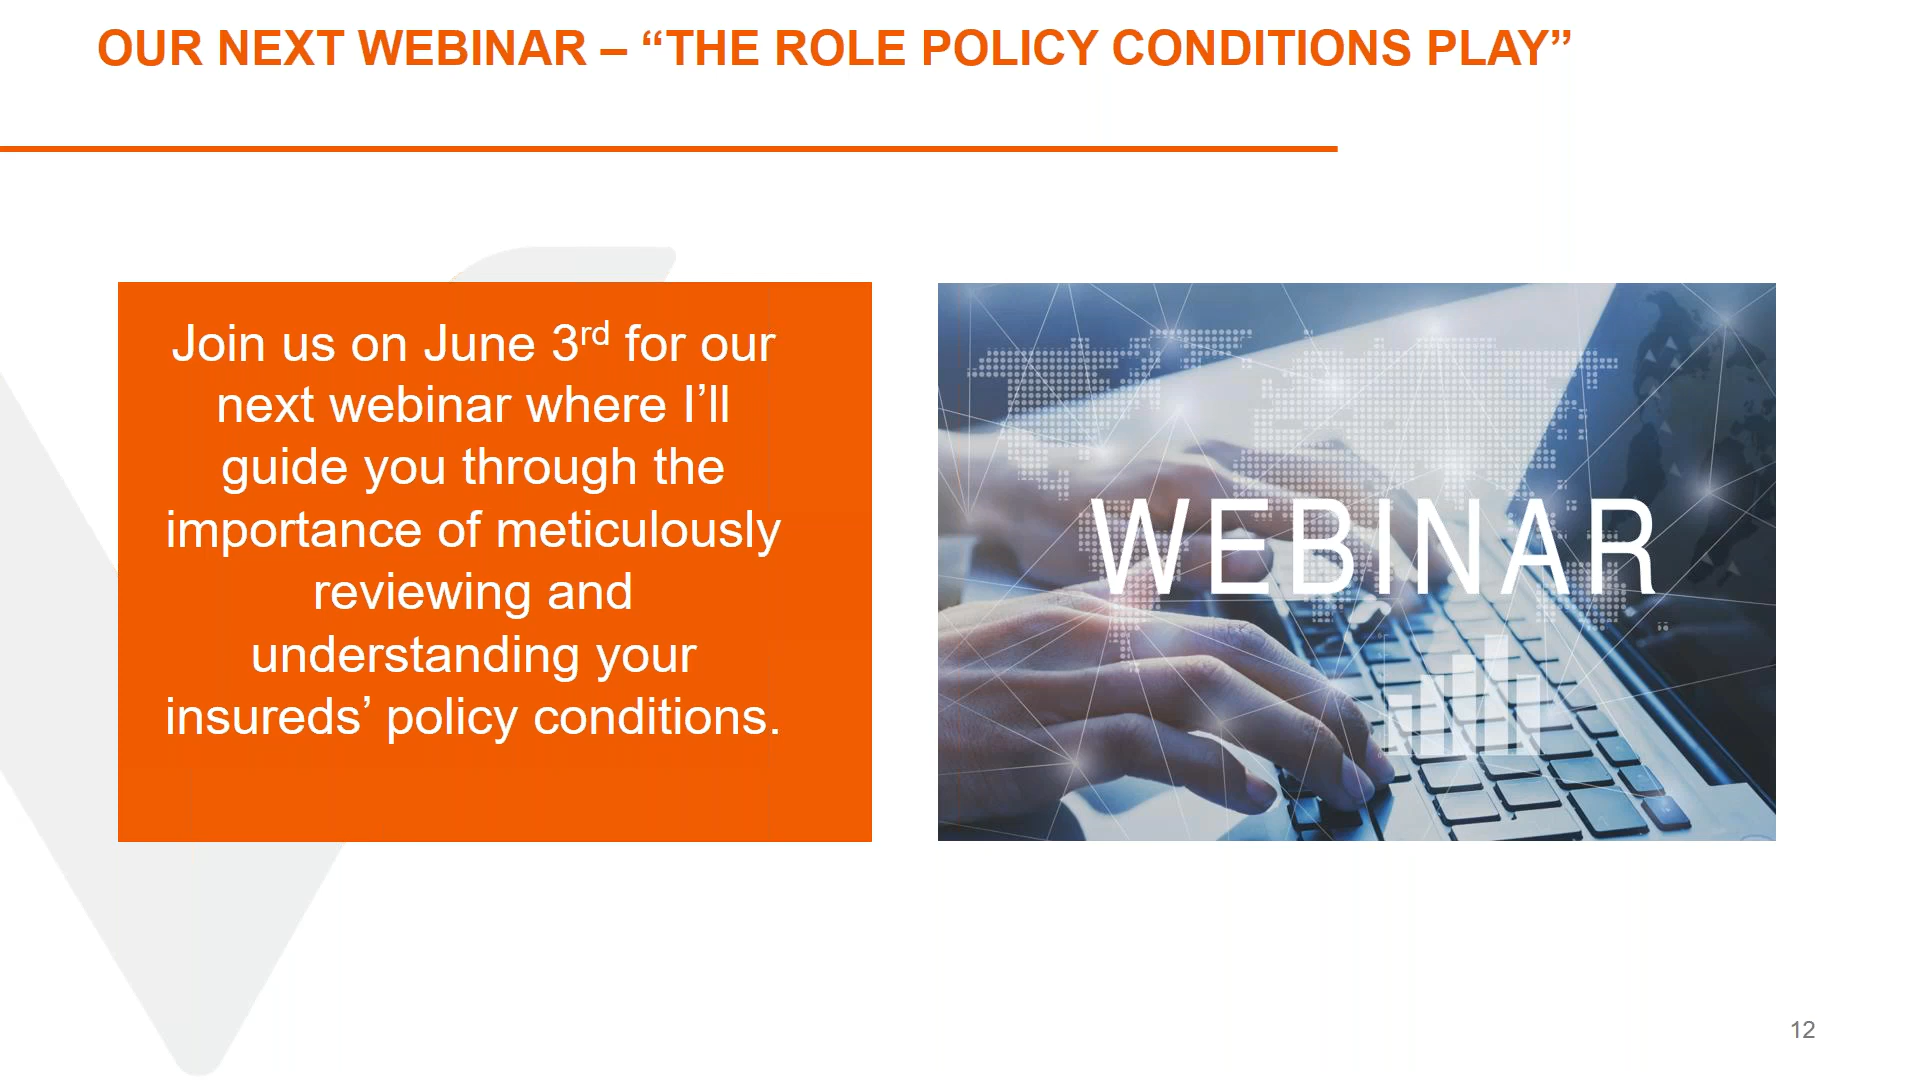 OUR NEXT WEBINAR – “THE ROLE POLICY CONDITIONS PLAY”
Join us on June 3rd for our
next webinar where I’ll
guide you through the
importance of meticulously
reviewing and
understanding your
insureds’ policy conditions.
WEBINAR
12